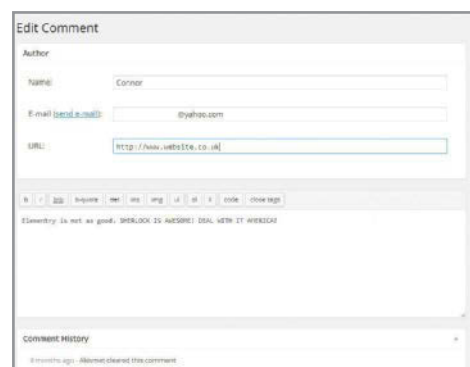 Edit Comment
Author
Name: Connor
E-mail (send e-mail): @yahoo.com
URL: http://www.website.co.uk
b i link b-quote del ins img ul ol li code close tags
Elementry is not as good. SHERLOCK IS AWESOME! DEAL WITH IT AMERICA!
Comment History
months ago - Akismet cleared this comment